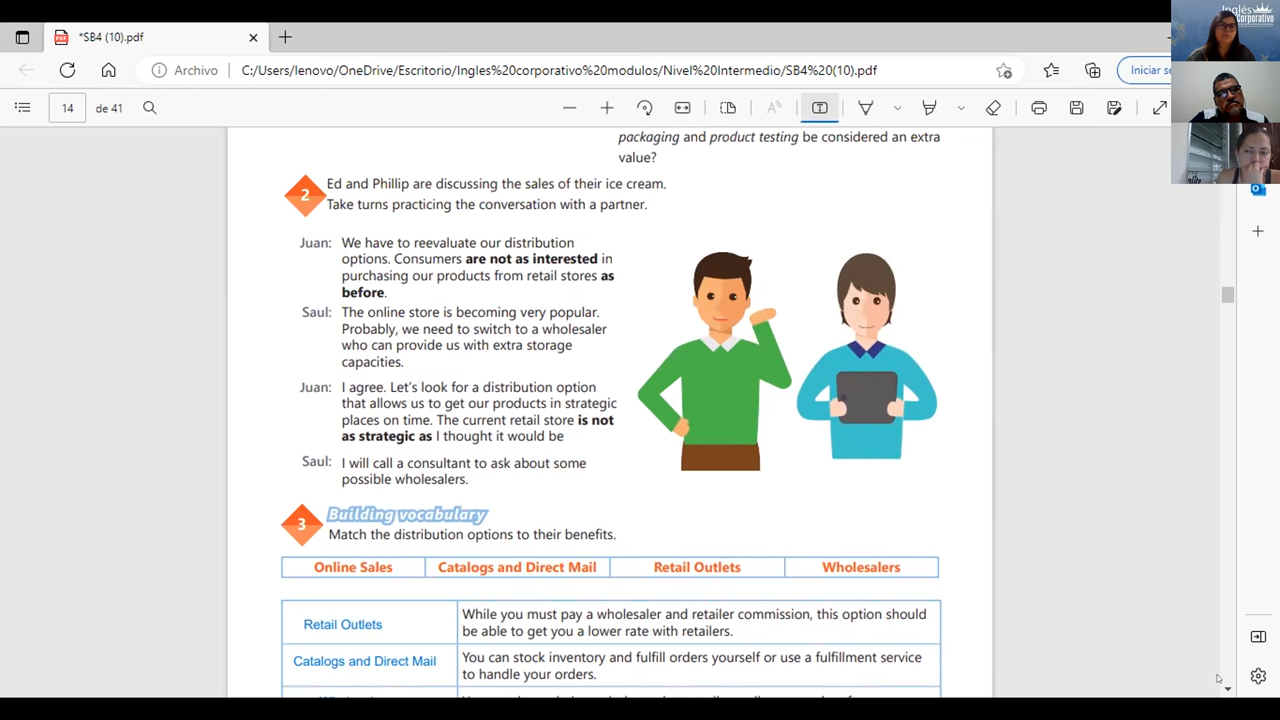 *SB4 (10).pdf
Archivo
C:/Users/lenovo/OneDrive/Escritorio/Ingles%20corporativo%20modulos/Nivel%20Intermedio/SB4%20(10).pdf
Iniciar se
14
de 41
Inglés
Corporativo
packaging and product testing be considered an extra
value?
2
Ed and Phillip are discussing the sales of their ice cream.
Take turns practicing the conversation with a partner.
Juan: We have to reevaluate our distribution
options. Consumers are not as interested in
purchasing our products from retail stores as
before.
Saul: The online store is becoming very popular.
Probably, we need to switch to a wholesaler
who can provide us with extra storage
capacities.
Juan: I agree. Let's look for a distribution option
that allows us to get our products in strategic
places on time. The current retail store is not
as strategic as I thought it would be
Saul: I will call a consultant to ask about some
possible wholesalers.
3
Building vocabulary
Match the distribution options to their benefits.
Online Sales
Catalogs and Direct Mail
Retail Outlets
Wholesalers
Retail Outlets
While you must pay a wholesaler and retailer commission, this option should
be able to get you a lower rate with retailers.
Catalogs and Direct Mail
You can stock inventory and fulfill orders yourself or use a fulfillment service
to handle your orders.